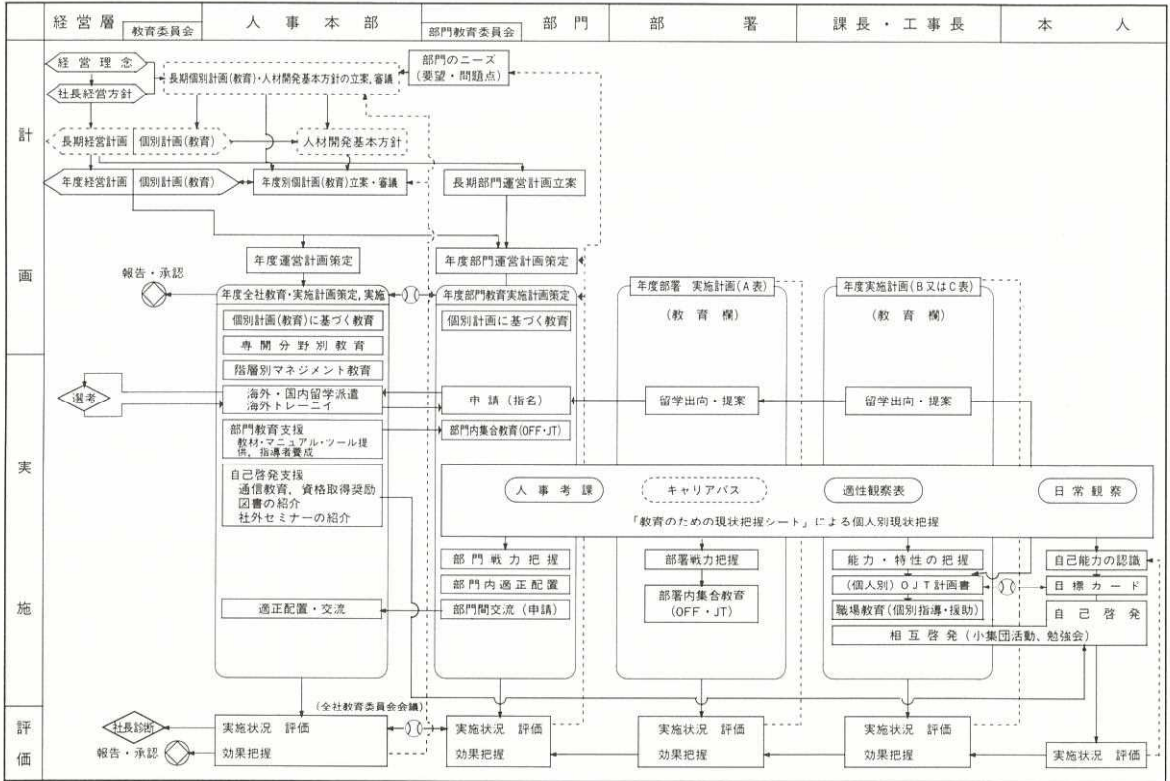 経営層
教育委員会
人事本部
部門教育委員会
部門
部署
課長・工事長
本人
計画
経営理念
社長経営方針
長期個別計画(教育)・人材開発基本方針の立案,審議
部門のニーズ
(要望・問題点)
長期経営計画
個別計画(教育)
人材開発基本方針
年度経営計画
個別計画(教育)
年度別個計画(教育)立案・審議
長期部門運営計画立案
年度運営計画策定
年度部門運営計画策定
報告・承認
年度全社教育・実施計画策定,実施
年度部門教育実施計画策定
年度部署 実施計画(A表)
年度実施計画(B又はC表)
個別計画(教育)に基づく教育
個別計画に基づく教育
(教育欄)
(教育欄)
専開分野別教育
階層別マネジメント教育
実施
選考
海外・国内留学派遣
海外トレーニイ
申請(指名)
留学出向・提案
留学出向・提案
部門教育支援
教材・マニュアル・ツール提
供,指導者養成
部門内集合教育(OFF・JT)
自己啓発支援
通信教育,資格取得奨励
図書の紹介
社外セミナーの紹介
人事考課
キャリアパス
適性観察表
日常観察
「教育のための現状把握シート」による個人別現状把握
部門戦力把握
部署戦力把握
能力・特性の把握
自己能力の認識
部門内適正配置
部署内集合教育
(OFF・JT)
(個人別)OJT計画書
目標カード
適正配置・交流
部門間交流(申請)
職場教育(個別指導・援助)
自己啓発
相互啓発(小集団活動、勉強会)
評価
(全社教育委員会会議)
社長診断
報告・承認
実施状況 評価
効果把握
実施状況 評価
効果把握
実施状況 評価
効果把握
実施状況 評価
効果把握
実施状況 評価